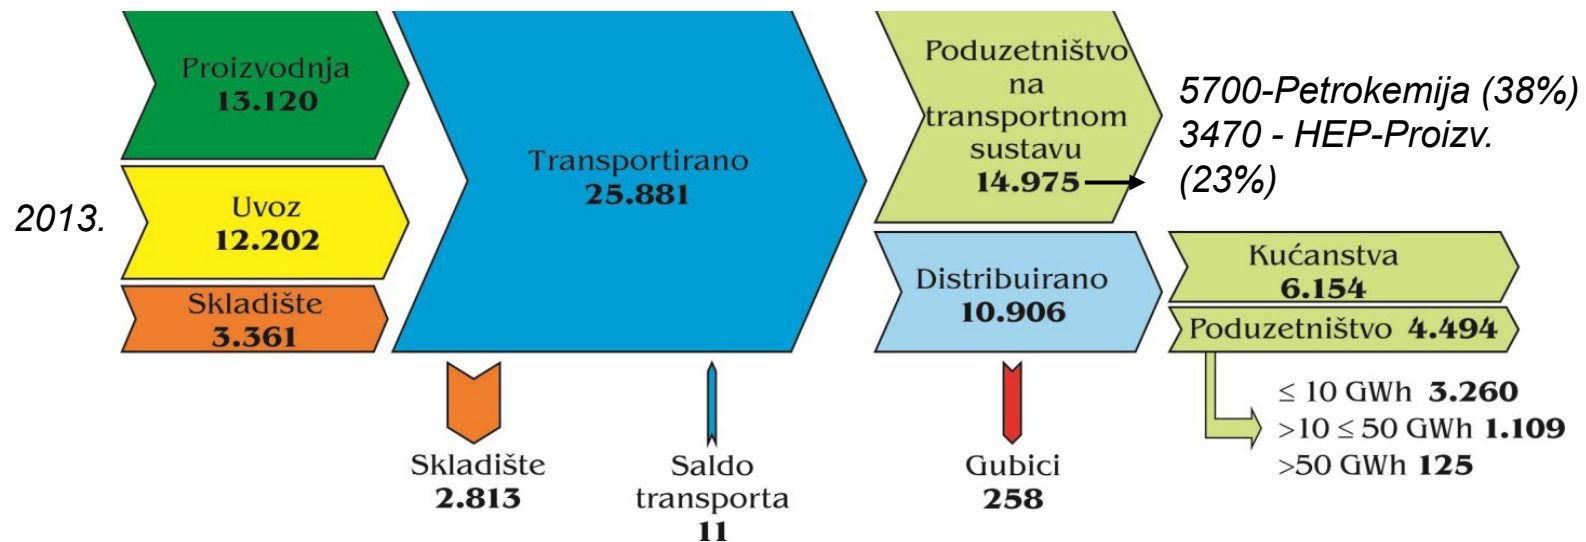 2013.
Proizvodnja
13.120
Uvoz
12.202
Skladište
3.361
Transportirano
25.881
Skladište
2.813
Saldo
transporta
11
Poduzetništvo
na
transportnom
sustavu
14.975
5700-Petrokemija (38%)
3470 - HEP-Proizv.
(23%)
Distribuirano
10.906
Gubici
258
Kućanstva
6.154
Poduzetništvo 4.494
≤ 10 GWh 3.260
>10 ≤ 50 GWh 1.109
>50 GWh 125